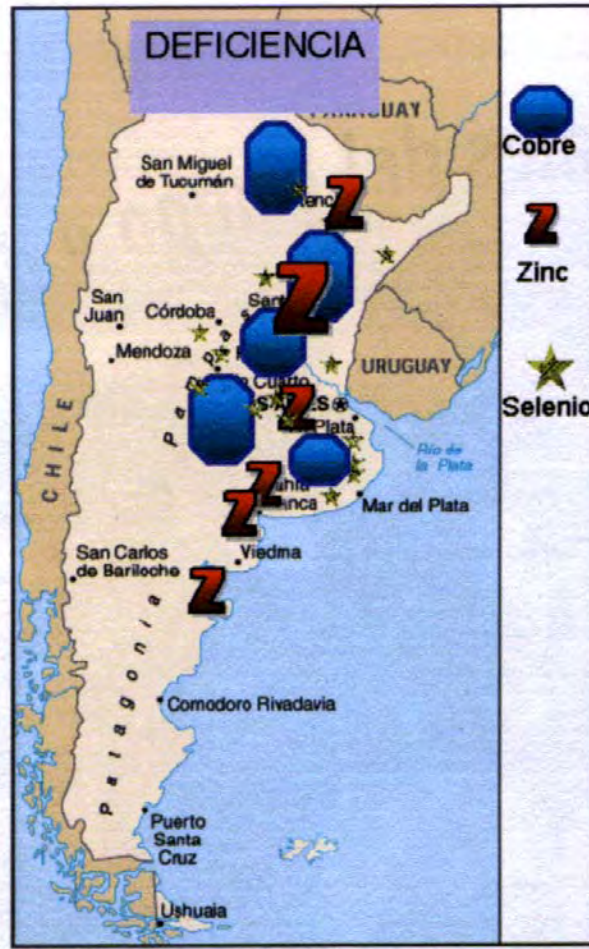 DEFICIENCIA
PARAGUAY
San Miguel
de Tucumán
San
Juan
Córdoba
Mendoza
URUGUAY
Cuarto
Plata
Río de
la Plata
Mar del Plata
Viedma
San Carlos
de Bariloche
CHILE
Patagonia
Comodoro Rivadavia
Puerto
Santa
Cruz
Ushuaia
Cobre
Z
Zinc
Selenio